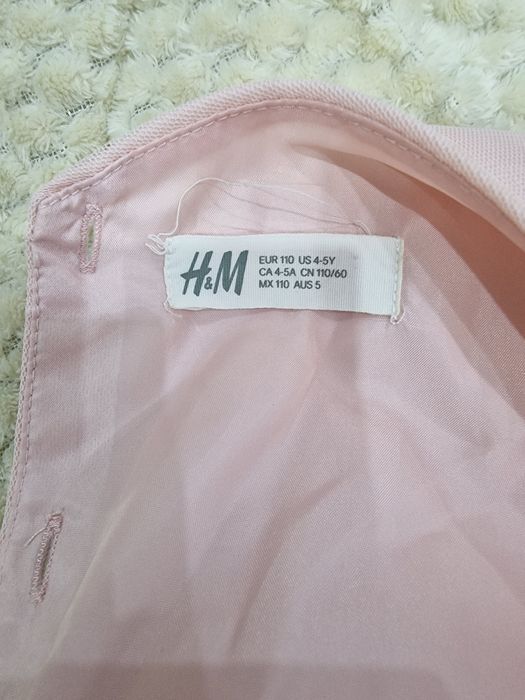 H&M
EUR 110 US 4-5Y
CA 4-5A CN 110/60
MX 110 AUS 5